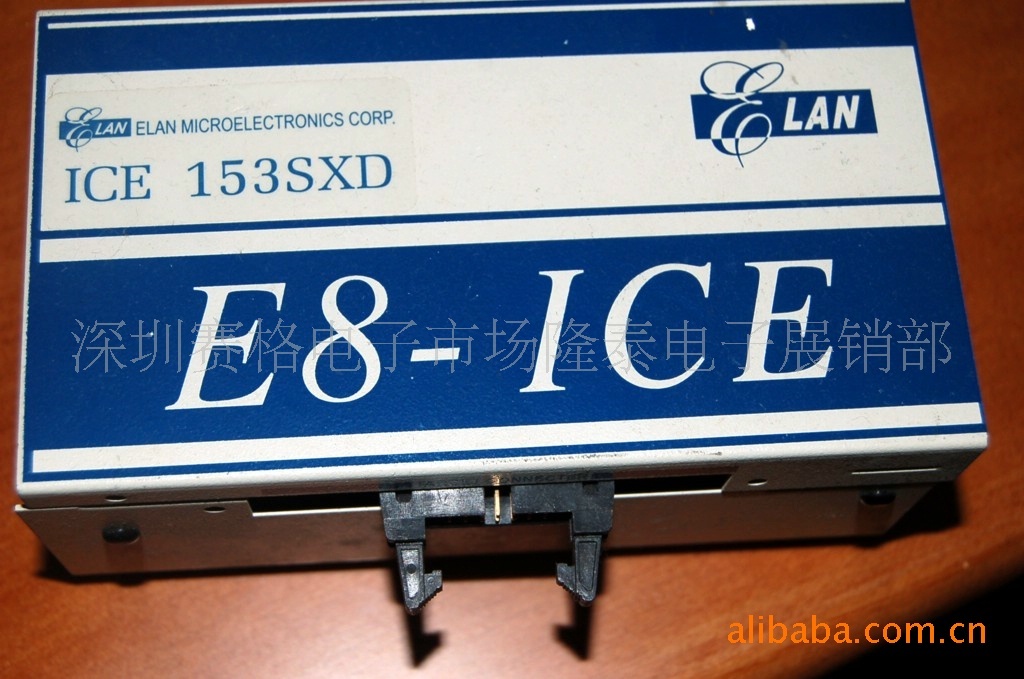 ELAN MICROELECTRONICS CORP.
ICE 153SXD
ELAN
E8-ICE
深圳赛格电子市场隆泰电子展销部
alibaba.com.cn